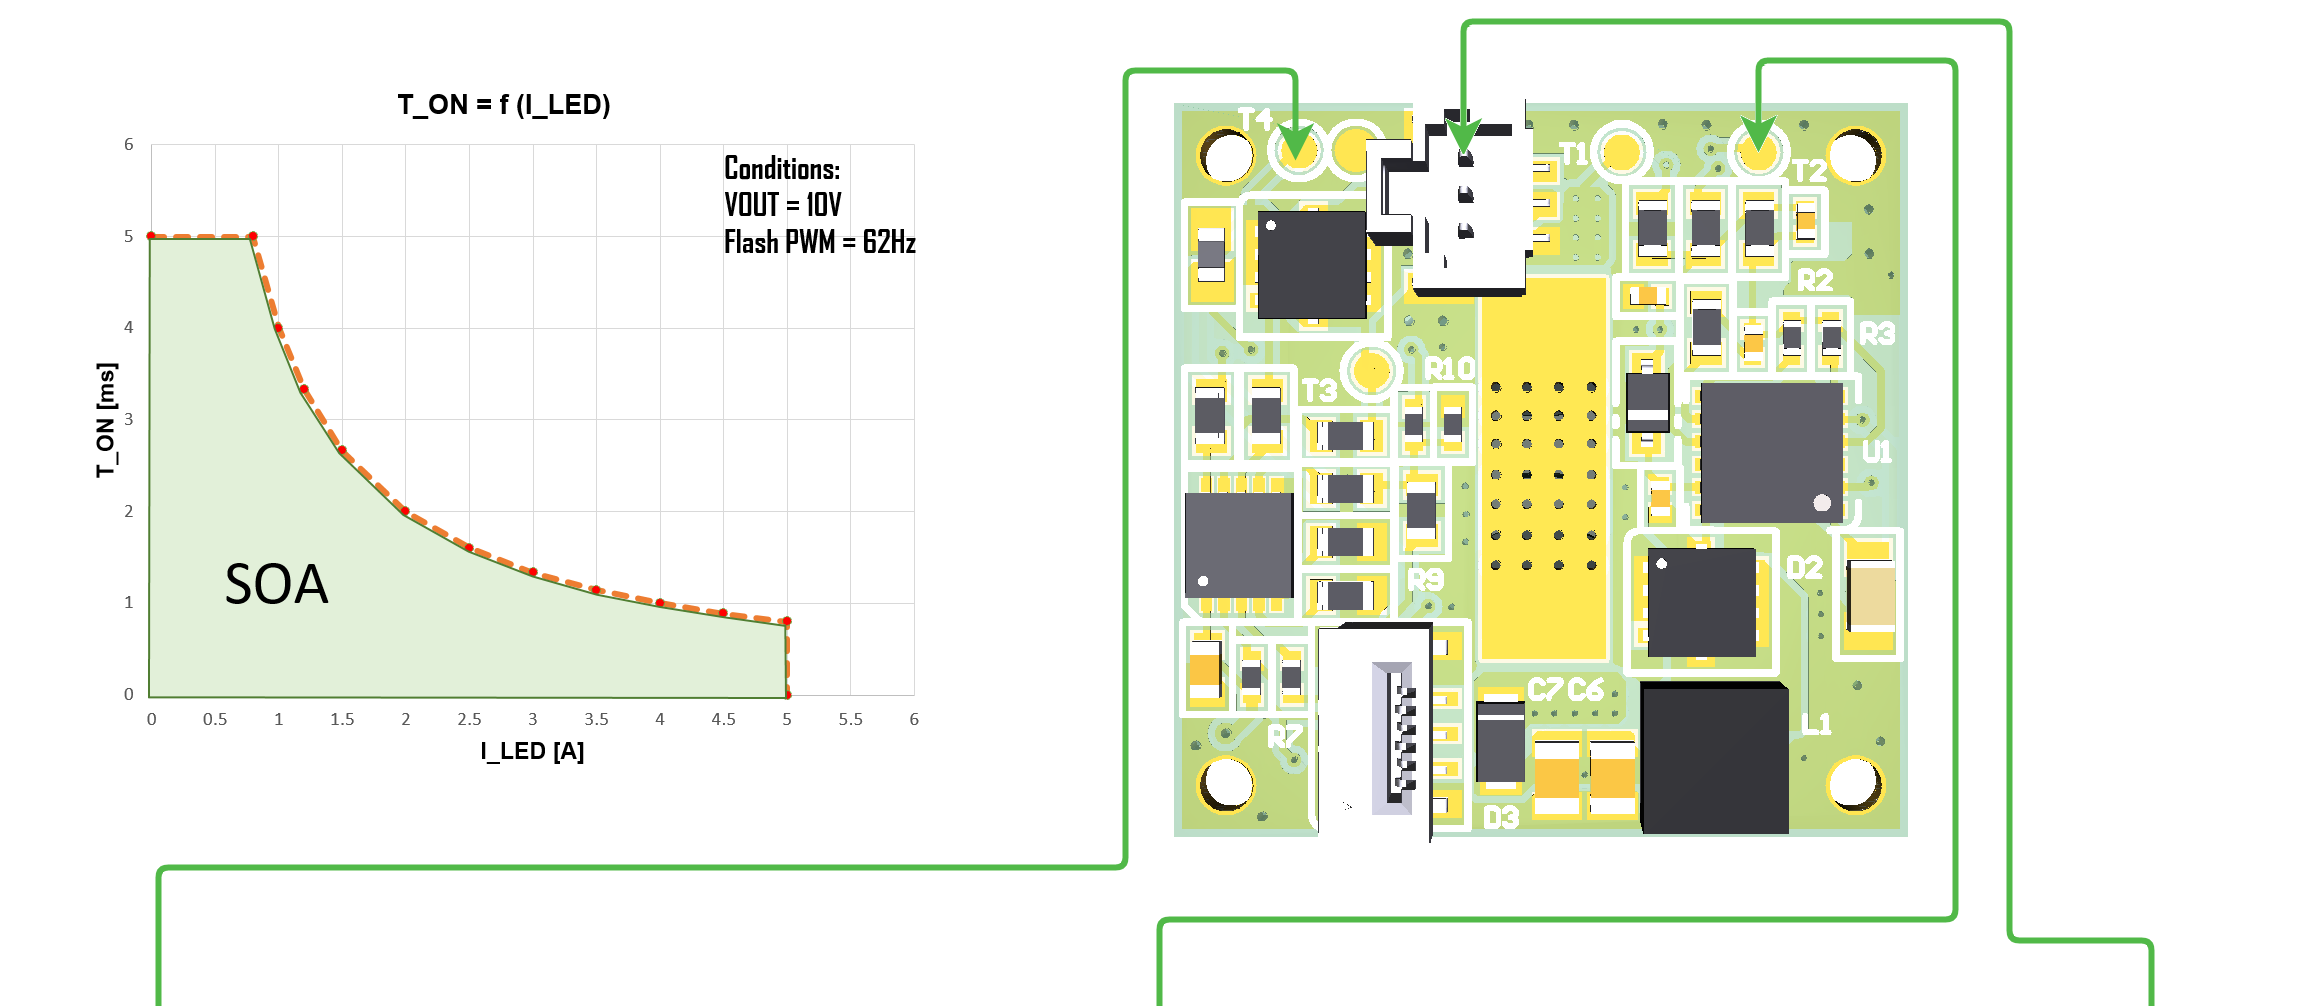 T_ON = f (I_LED)
Conditions:
VOUT = 10V
Flash PWM = 62Hz
6
5
4
3
2
1
0
T_ON [ms]
SOA
0 0.5 1 1.5 2 2.5 3 3.5 4 4.5 5 5.5 6
I_LED [A]
T4
T1
T2
R2
R3
R10
T3
U1
R9
D2
C7 C6
L1
R7
D3